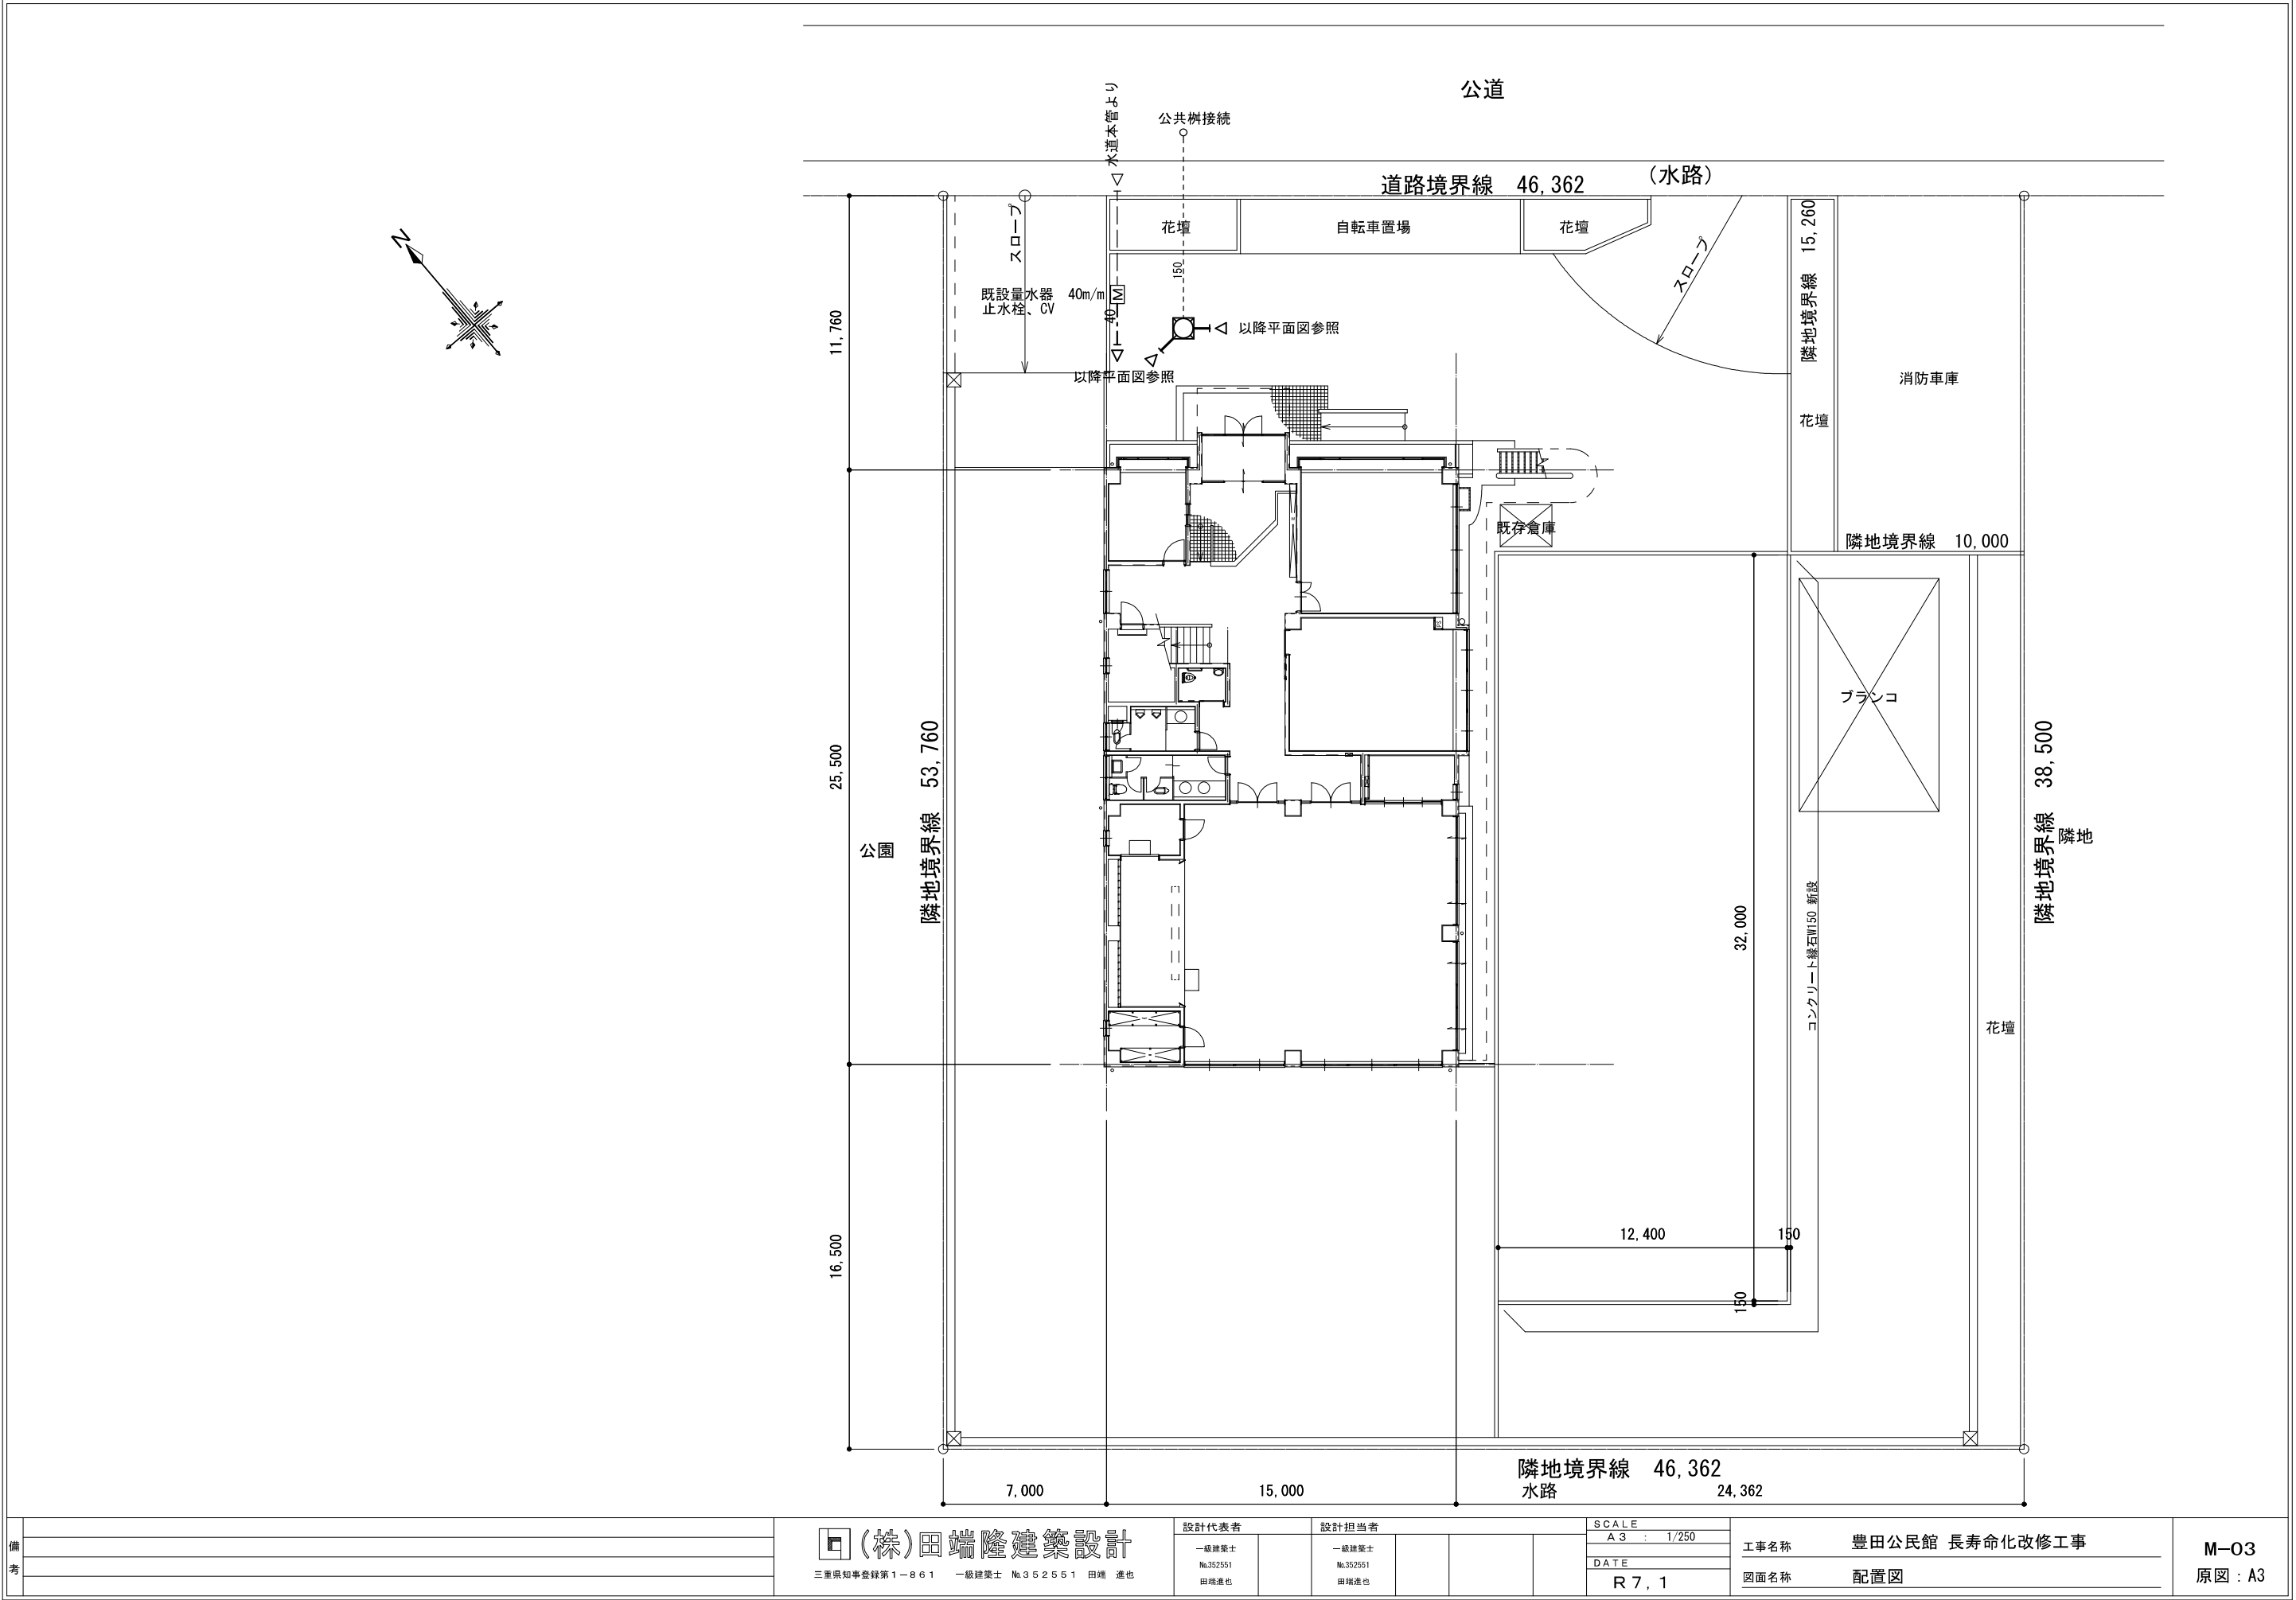 公道
水道本管より
公共桝接続
(水路)
道路境界線　46,362
N
スロープ
花壇
自転車置場
花壇
スロープ
隣地境界線　15,260
150
既設量水器　40m/m
止水栓、CV
M
40
以降平面図参照
以降平面図参照
11,760
消防車庫
花壇
既存倉庫
隣地境界線　10,000
PS
ブランコ
25,500
隣地境界線　53,760
公園
隣地境界線　38,500
隣地
32,000
コンクリート縁石W150 新設
花壇
12,400
150
150
16,500
隣地境界線　46,362
水路
7,000
15,000
24,362
備考
(株)田端隆建築設計
三重県知事登録第１－８６１　一級建築士　№３５２５５１　田端　進也
設計代表者
一級建築士
№352551
田端進也
設計担当者
一級建築士
№352551
田端進也
SCALE
A3　:　1/250
DATE
R7,1
工事名称　豊田公民館 長寿命化改修工事
図面名称　配置図
M-03
原図：A3